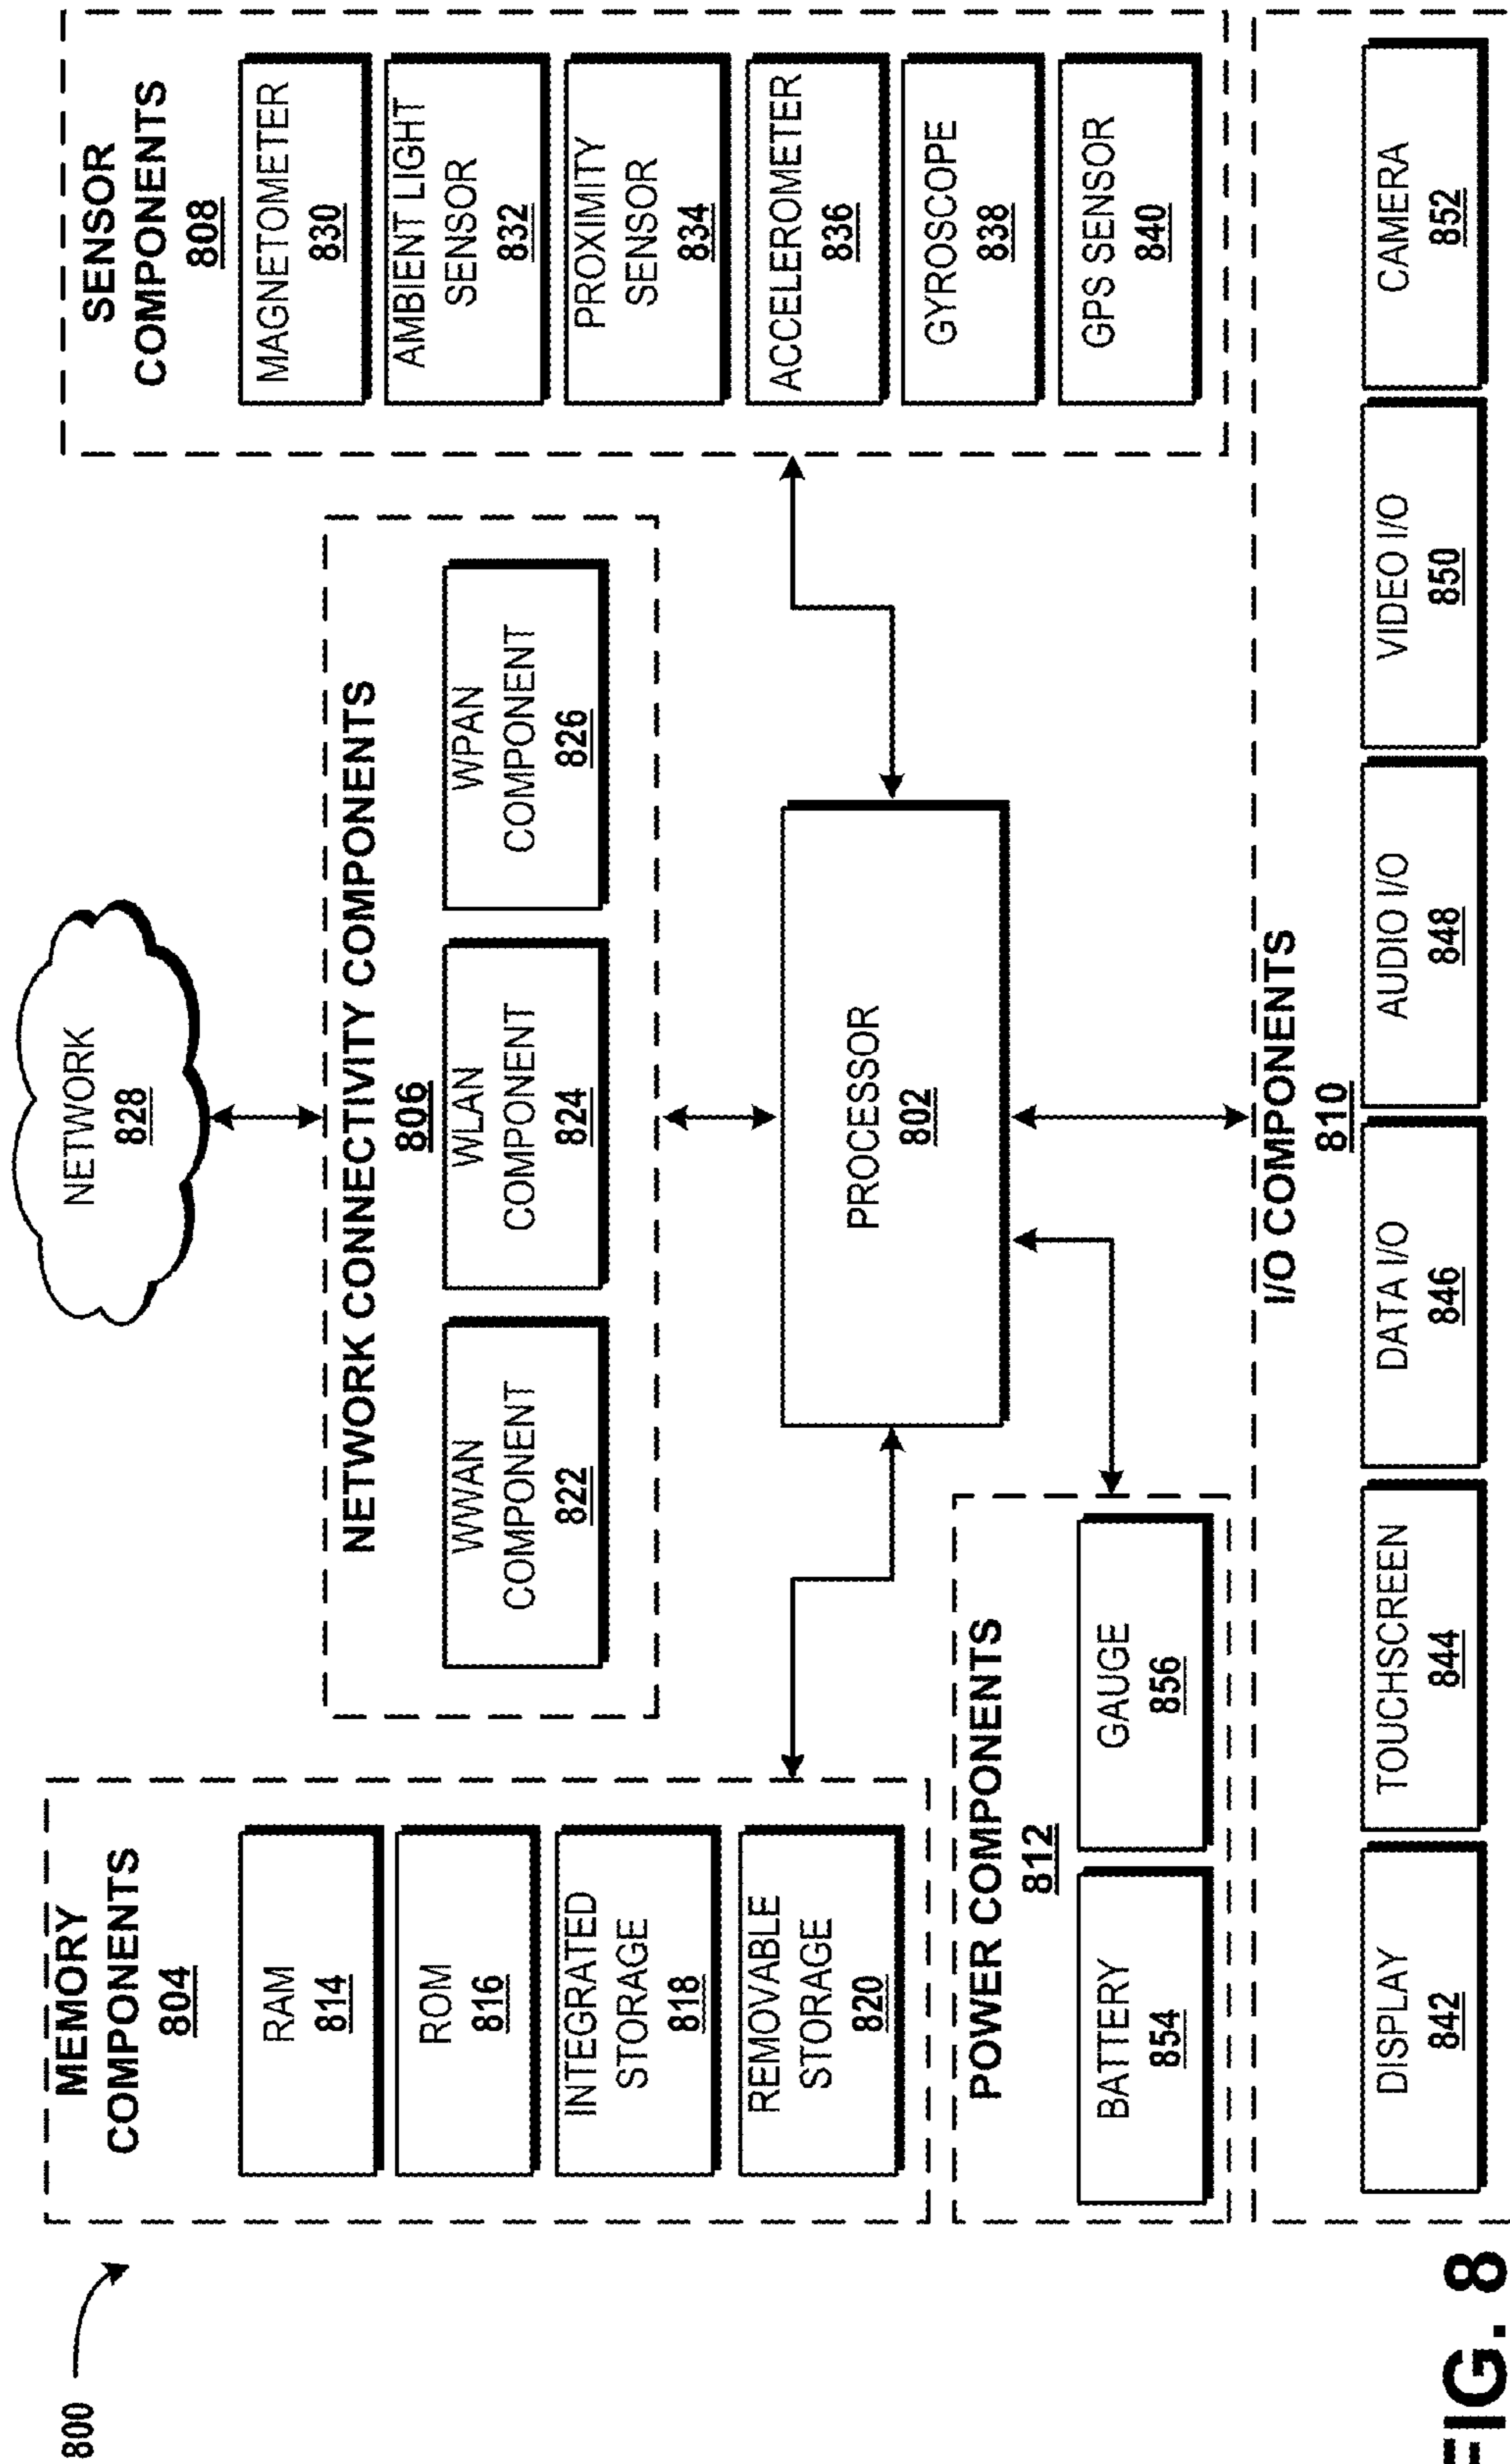 800
NETWORK
828
MEMORY
COMPONENTS
804
RAM
814
ROM
816
INTEGRATED
STORAGE
818
REMOVABLE
STORAGE
820
NETWORK CONNECTIVITY COMPONENTS
806
WWAN
COMPONENT
822
WLAN
COMPONENT
824
WPAN
COMPONENT
826
SENSOR
COMPONENTS
808
MAGNETOMETER
830
AMBIENT LIGHT
SENSOR
832
PROXIMITY
SENSOR
834
ACCELEROMETER
836
GYROSCOPE
838
GPS SENSOR
840
PROCESSOR
802
POWER COMPONENTS
812
BATTERY
854
GAUGE
856
I/O COMPONENTS
810
DISPLAY
842
TOUCHSCREEN
844
DATA I/O
846
AUDIO I/O
848
VIDEO I/O
850
CAMERA
852
FIG. 8